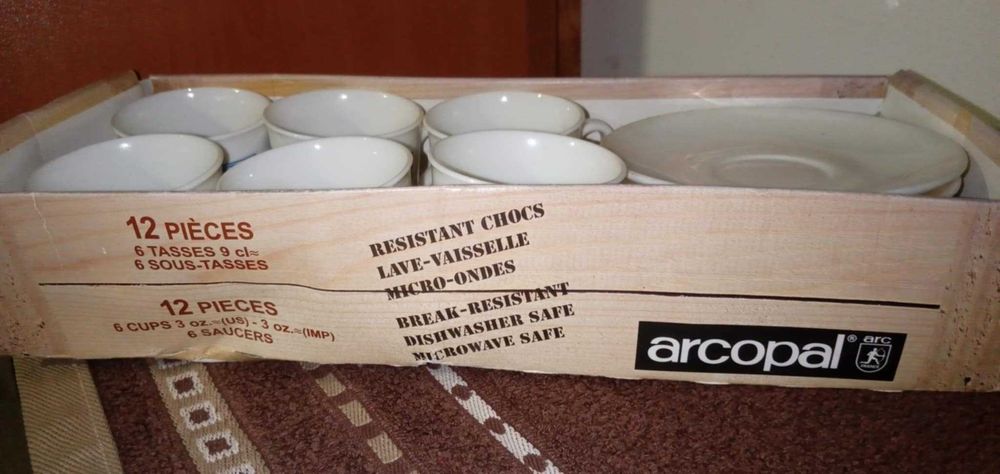 12 PIÈCES
6 TASSES 9 cl≈
6 SOUS-TASSES
RESISTANT CHOCS
LAVE-VAISSELLE
MICRO-ONDES
12 PIECES
6 CUPS 3 oz.≈(US) - 3 oz.≈(IMP)
6 SAUCERS
BREAK-RESISTANT
DISHWASHER SAFE
MICROWAVE SAFE
arcopal®
arc
FRANCE